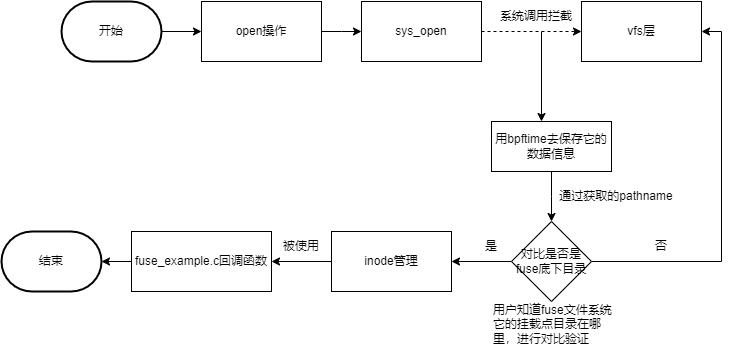 系统调用拦截
开始
open操作
sys_open
vfs层
用bpftime去保存它的
数据信息
通过获取的pathname
对比是否是
fuse底下目录
是
否
被使用
inode管理
fuse_example.c回调函数
结束
用户知道fuse文件系统
它的挂载点目录在哪
里，进行对比验证